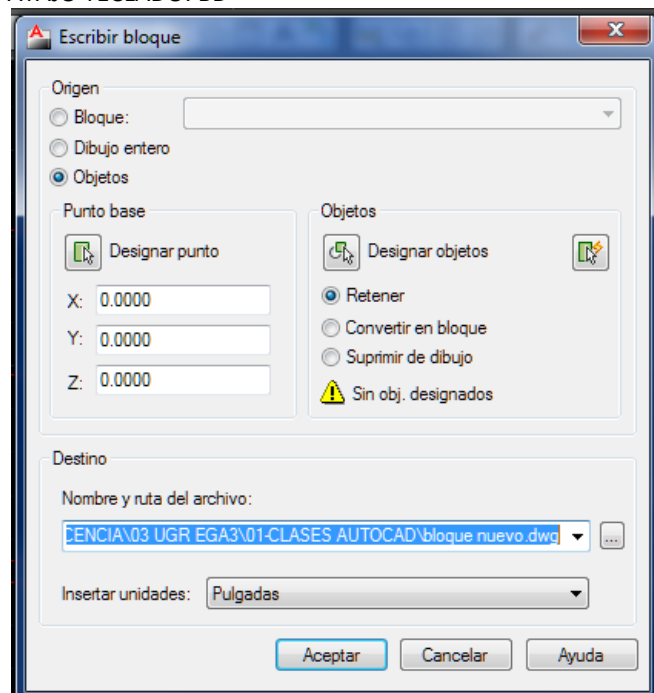 Escribir bloque
Origen
Bloque:
Dibujo entero
Objetos
Punto base
Designar punto
X: 0.0000
Y: 0.0000
Z: 0.0000
Objetos
Designar objetos
Retener
Convertir en bloque
Suprimir de dibujo
Sin obj. designados
Destino
Nombre y ruta del archivo:
CENCIA\03 UGR EGA3\01-CLASES AUTOCAD\bloque nuevo.dwg
...
Insertar unidades: Pulgadas
Aceptar Cancelar Ayuda